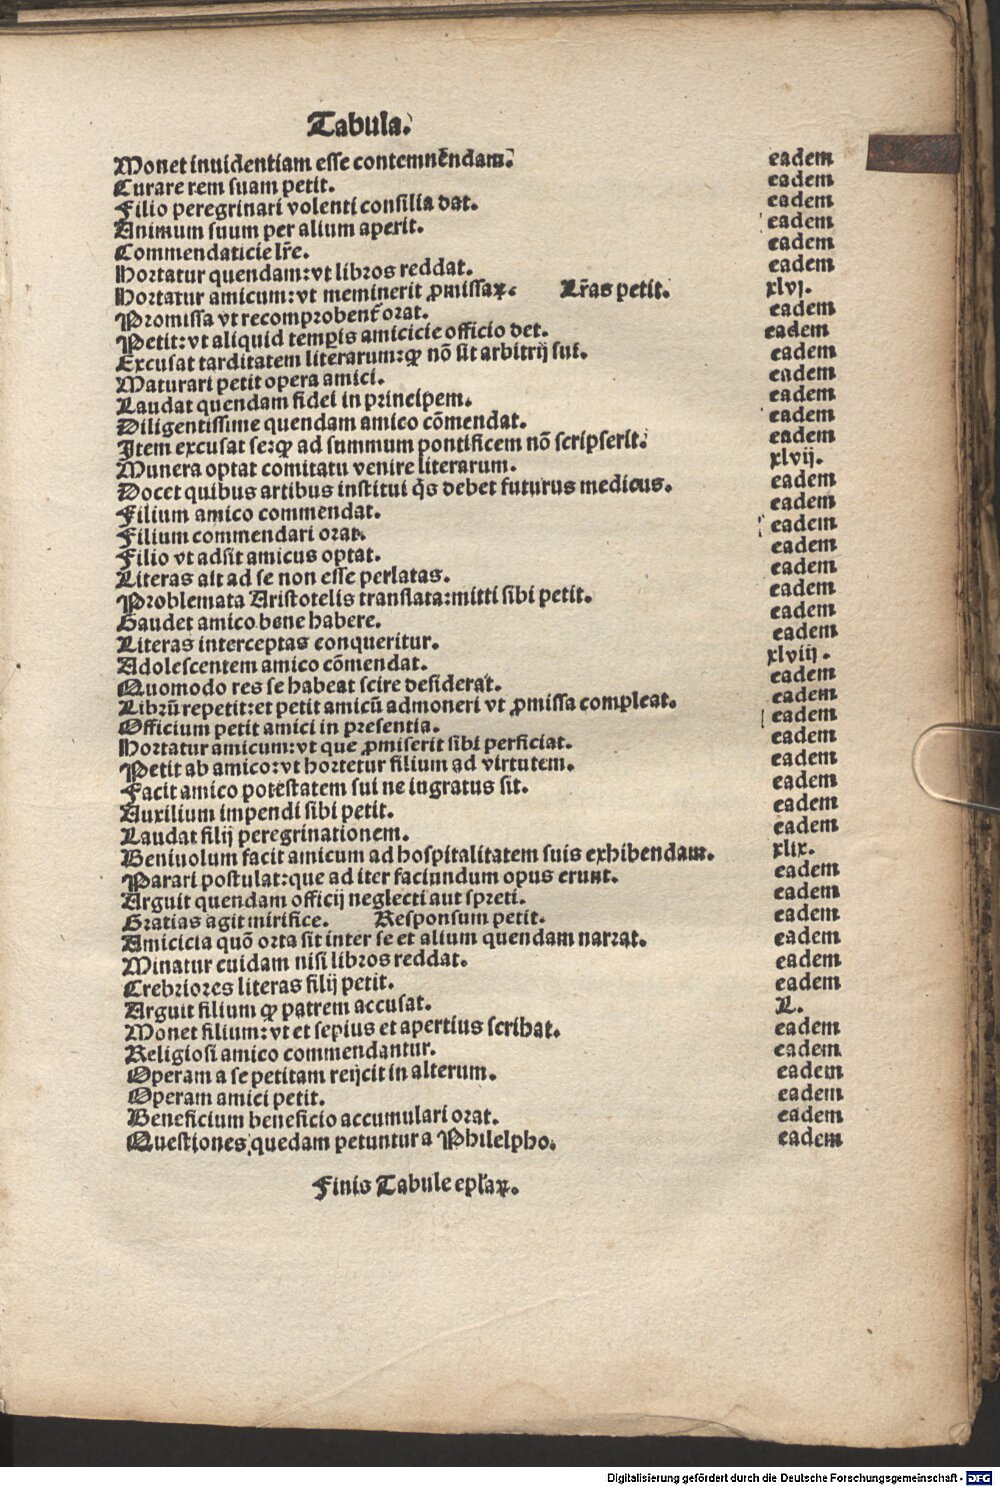 Tabula.
Monet inuidentiam esse contemnēndam. eadem
Curare rem suam petit. eadem
Filio peregrinari volenti consilia dat. eadem
Animum suum per alium aperit. eadem
Commendaticie lr̄e. eadem
Hortatur quendam:vt libros reddat. eadem
Hortatur amicum:vt meminerit ꝓmissaꝝ. Lr̄as petit. xlvj.
Promissa vt recomprobent̄ orat. eadem
Petit:vt aliquid temp̱is amicicie officio det. eadem
Excusat tarditatem literarum:ꝙ nō sit arbitrij sui. eadem
Maturari petit opera amici. eadem
Laudat quendam fidei in principem. eadem
Diligentissime quendam amico cōmendat. eadem
Item excusat se:ꝙ ad summum pontificem nō scripserit. eadem
Munera optat comitatu venire literarum. xlvij.
Docet quibus artibus institui q̄s debet futurus medicus. eadem
Filium amico commendat. eadem
Filium commendari orat. eadem
Filio vt adsit amicus optat. eadem
Literas ait ad se non esse perlatas. eadem
Problemata Aristotelis translata:mitti sibi petit. eadem
Gaudet amico bene habere. eadem
Literas interceptas conqueritur. eadem
Adolescentem amico cōmendat. xlviij.
Quomodo res se habeat scire desiderat. eadem
Librū repetit:et petit amicū admoneri vt ꝓmissa compleat. eadem
Officium petit amici in presentia. eadem
Hortatur amicum:vt que ꝓmiserit sibi perficiat. eadem
Petit ab amico:vt hortetur filium ad virtutem. eadem
Facit amico potestatem sui ne ingratus sit. eadem
Auxilium impendi sibi petit. eadem
Laudat filij peregrinationem. eadem
Beniuolum facit amicum ad hospitalitatem suis exhibendam. xlix.
Parari postulat:que ad iter faciundum opus erunt. eadem
Arguit quendam officij neglecti aut spreti. eadem
Gratias agit mirifice. Responsum petit. eadem
Amicicia quō orta sit inter se et alium quendam narrat. eadem
Minatur cuidam nisi libros reddat. eadem
Crebriores literas filij petit. eadem
Arguit filium ꝙ patrem accusat. L.
Monet filium:vt et sepius et apertius scribat. eadem
Religiosi amico commendantur. eadem
Operam a se petitam reijcit in alterum. eadem
Operam amici petit. eadem
Beneficium beneficio accumulari orat. eadem
Questiones quedam petuntur a Philelpho. eadem
Finis Tabule epl̄aꝝ.
Digitalisierung gefördert durch die Deutsche Forschungsgemeinschaft - DFG